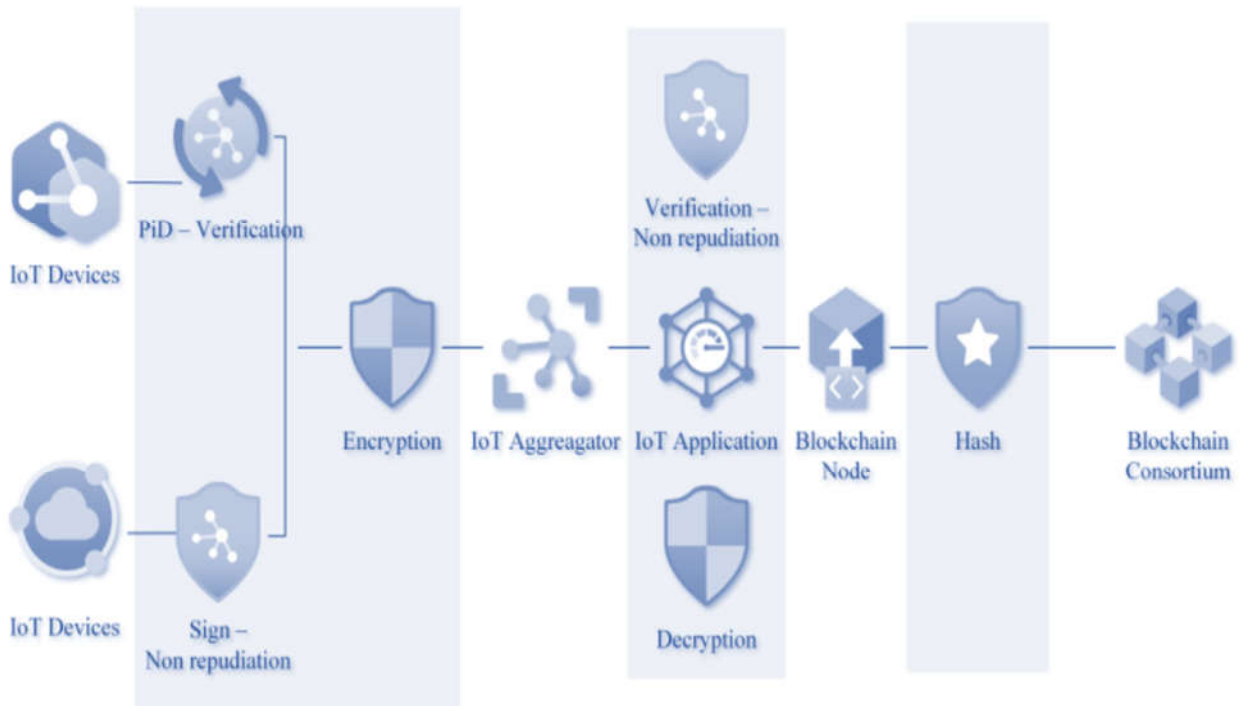 PiD – Verification
IoT Devices
Verification –
Non repudiation
Encryption
IoT Aggreagator
IoT Application
Blockchain
Node
Hash
Blockchain
Consortium
IoT Devices
Sign –
Non repudiation
Decryption